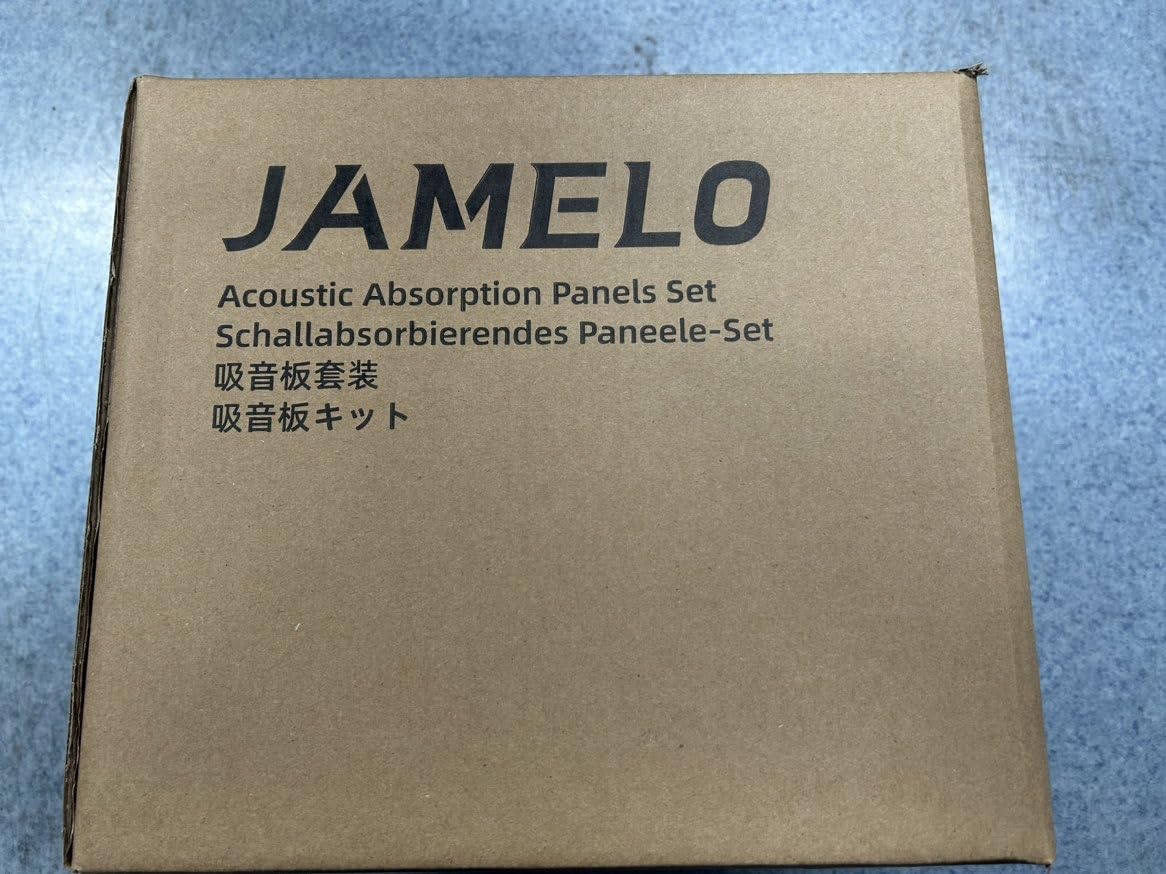 JAMELO
Acoustic Absorption Panels Set
Schallabsorbierendes Paneele-Set
吸音板套装
吸音板キット